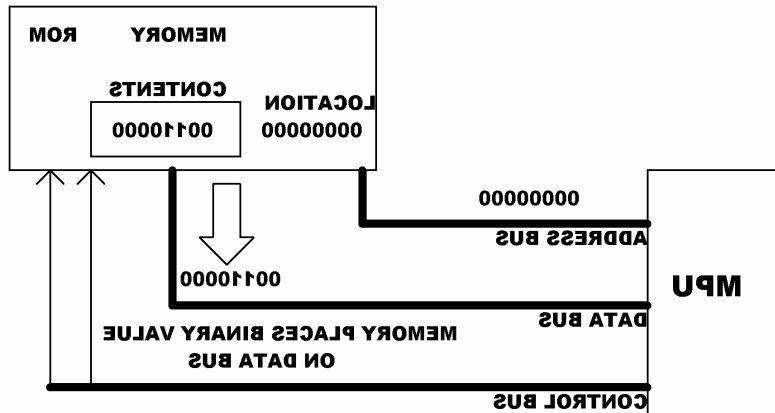 MEMORY ROM
CONTENTS
LOCATION
00000000 00110000
00000000
ADDRESS BUS
00110000
MPU
DATA BUS
MEMORY PLACES BINARY VALUE
ON DATA BUS
CONTROL BUS